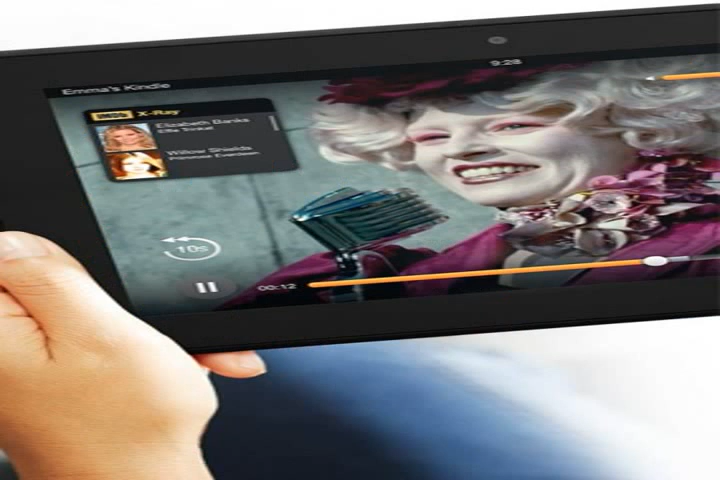 Emma's Kindle
9:28
IMDb X-Ray
Elizabeth Banks
Effie Trinket
Willow Shields
Primrose Everdeen
10s
00:12